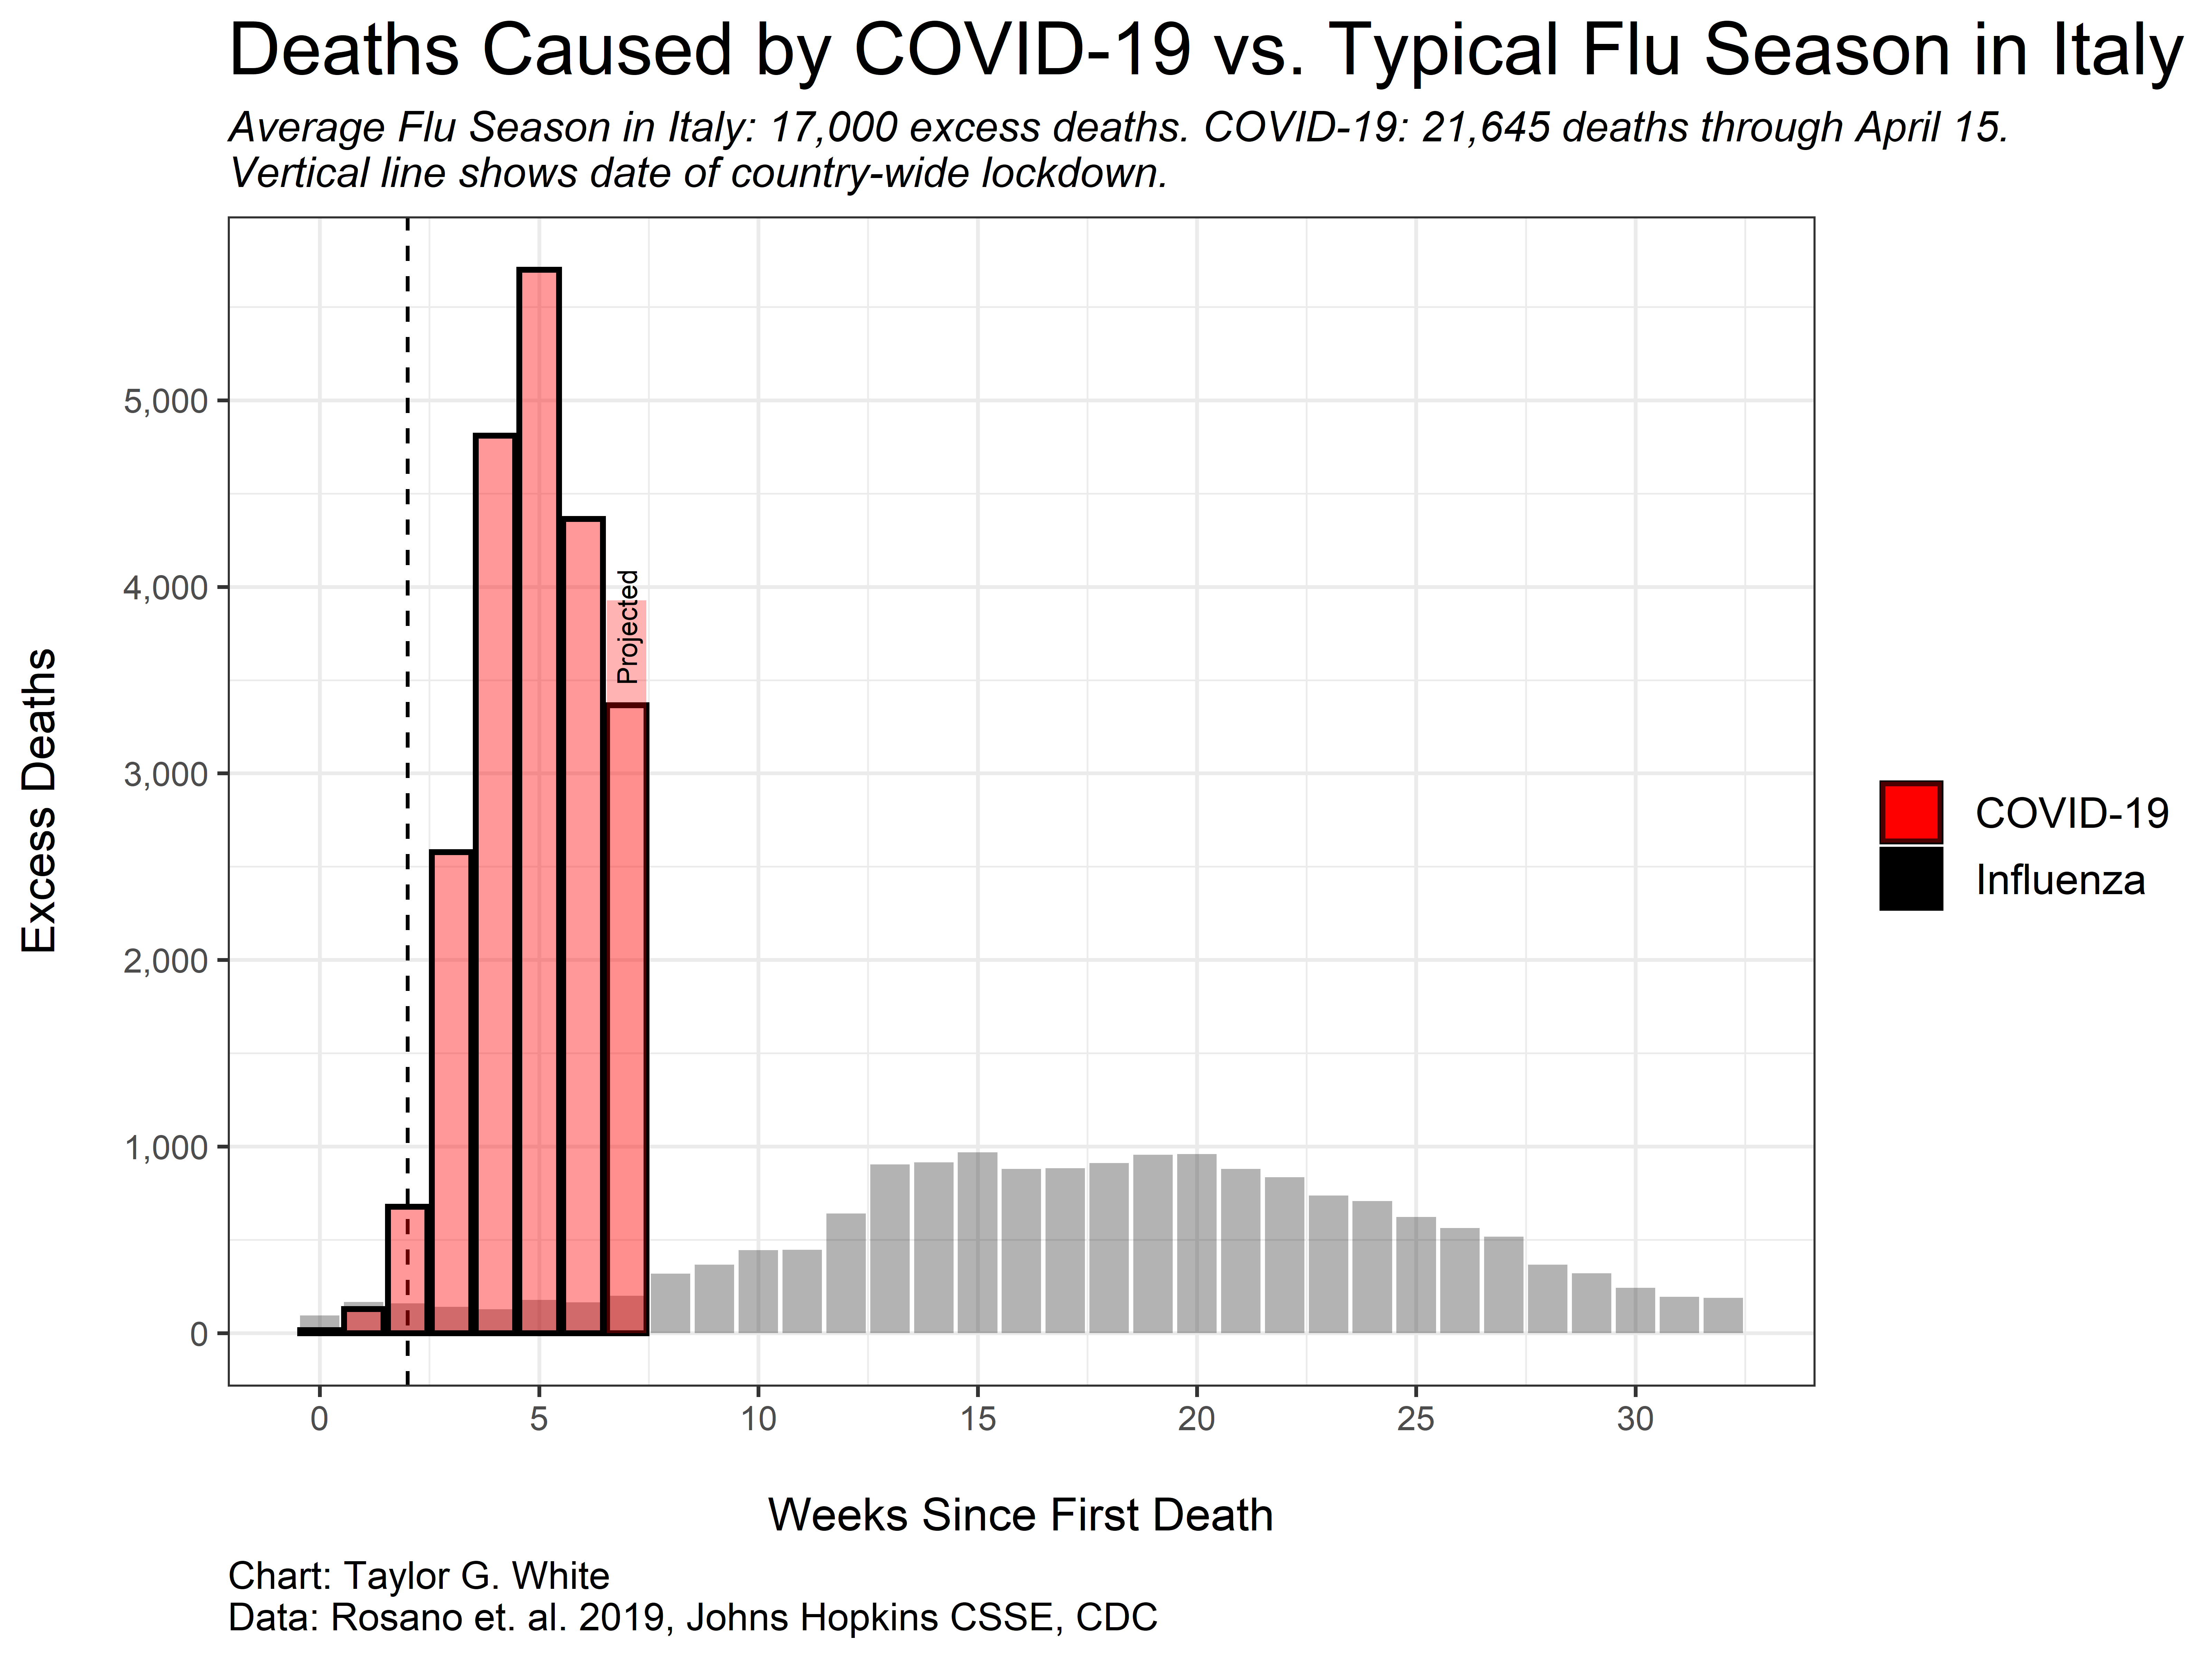 Deaths Caused by COVID-19 vs. Typical Flu Season in Italy
Average Flu Season in Italy: 17,000 excess deaths. COVID-19: 21,645 deaths through April 15.
Vertical line shows date of country-wide lockdown.
Excess Deaths
5,000
4,000
3,000
2,000
1,000
0
Projected
COVID-19
Influenza
0 5 10 15 20 25 30
Weeks Since First Death
Chart: Taylor G. White
Data: Rosano et. al. 2019, Johns Hopkins CSSE, CDC